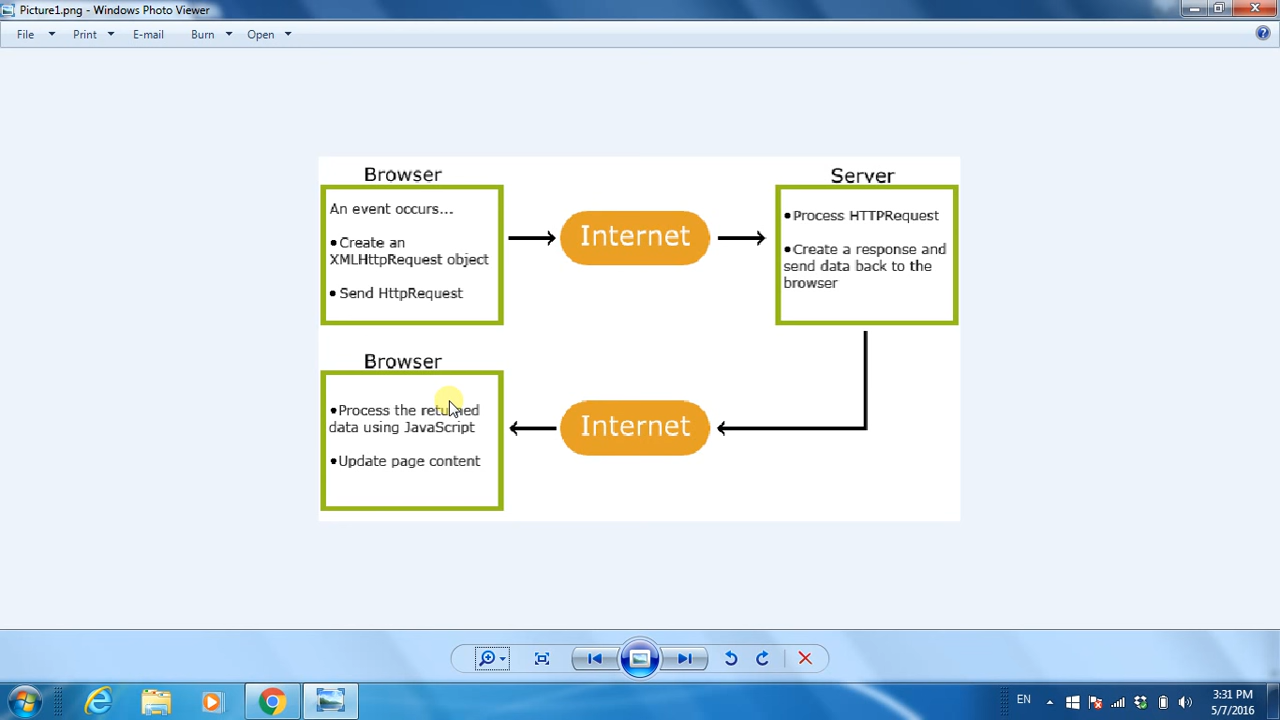 Picture1.png - Windows Photo Viewer
File Print E-mail Burn Open
Browser
An event occurs...
•Create an
XMLHttpRequest object
• Send HttpRequest
Internet
Server
•Process HTTPRequest
•Create a response and
send data back to the
browser
Browser
•Process the returned
data using JavaScript
•Update page content
Internet
EN
3:31 PM
5/7/2016